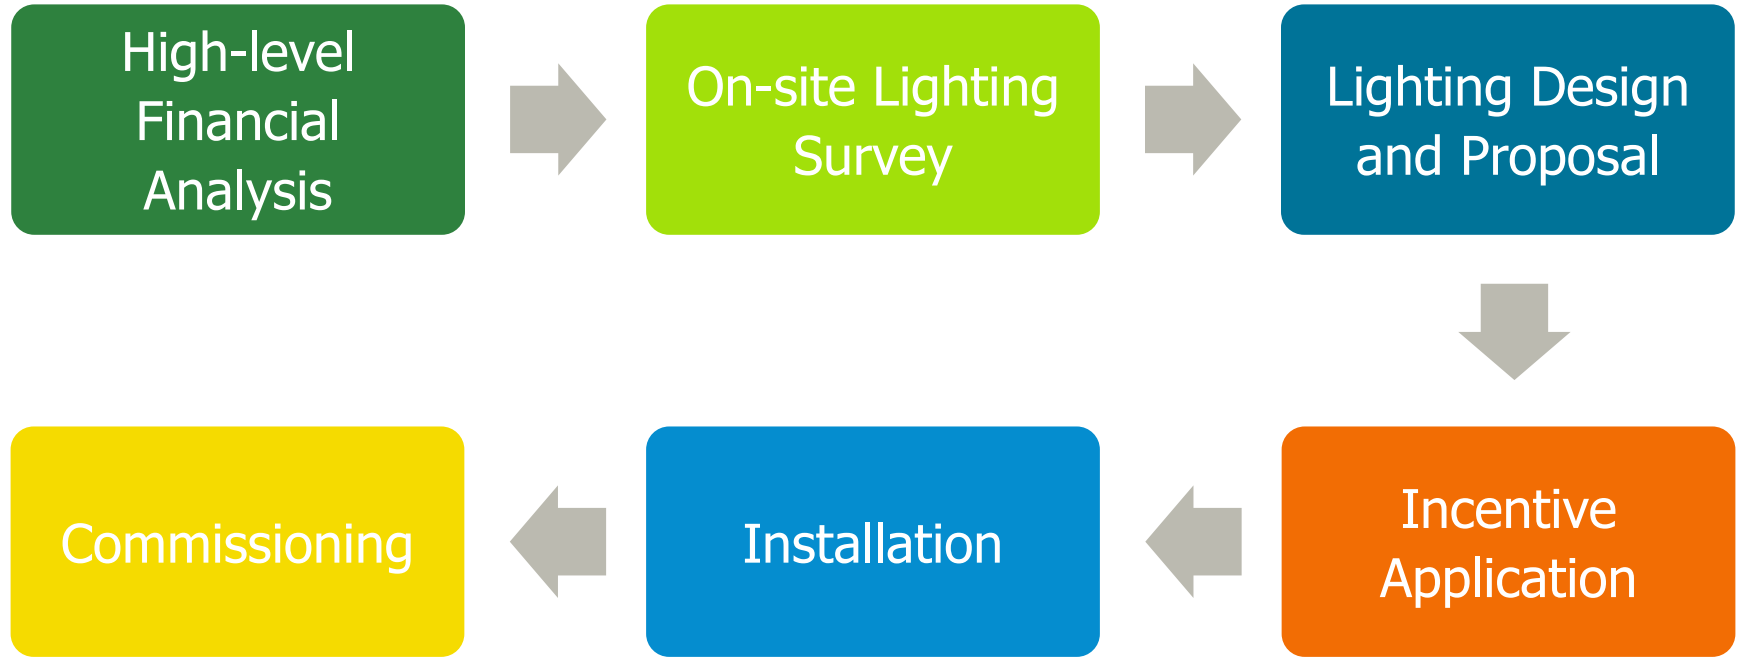 High-level
Financial
Analysis
On-site Lighting
Survey
Lighting Design
and Proposal
Incentive
Application
Installation
Commissioning